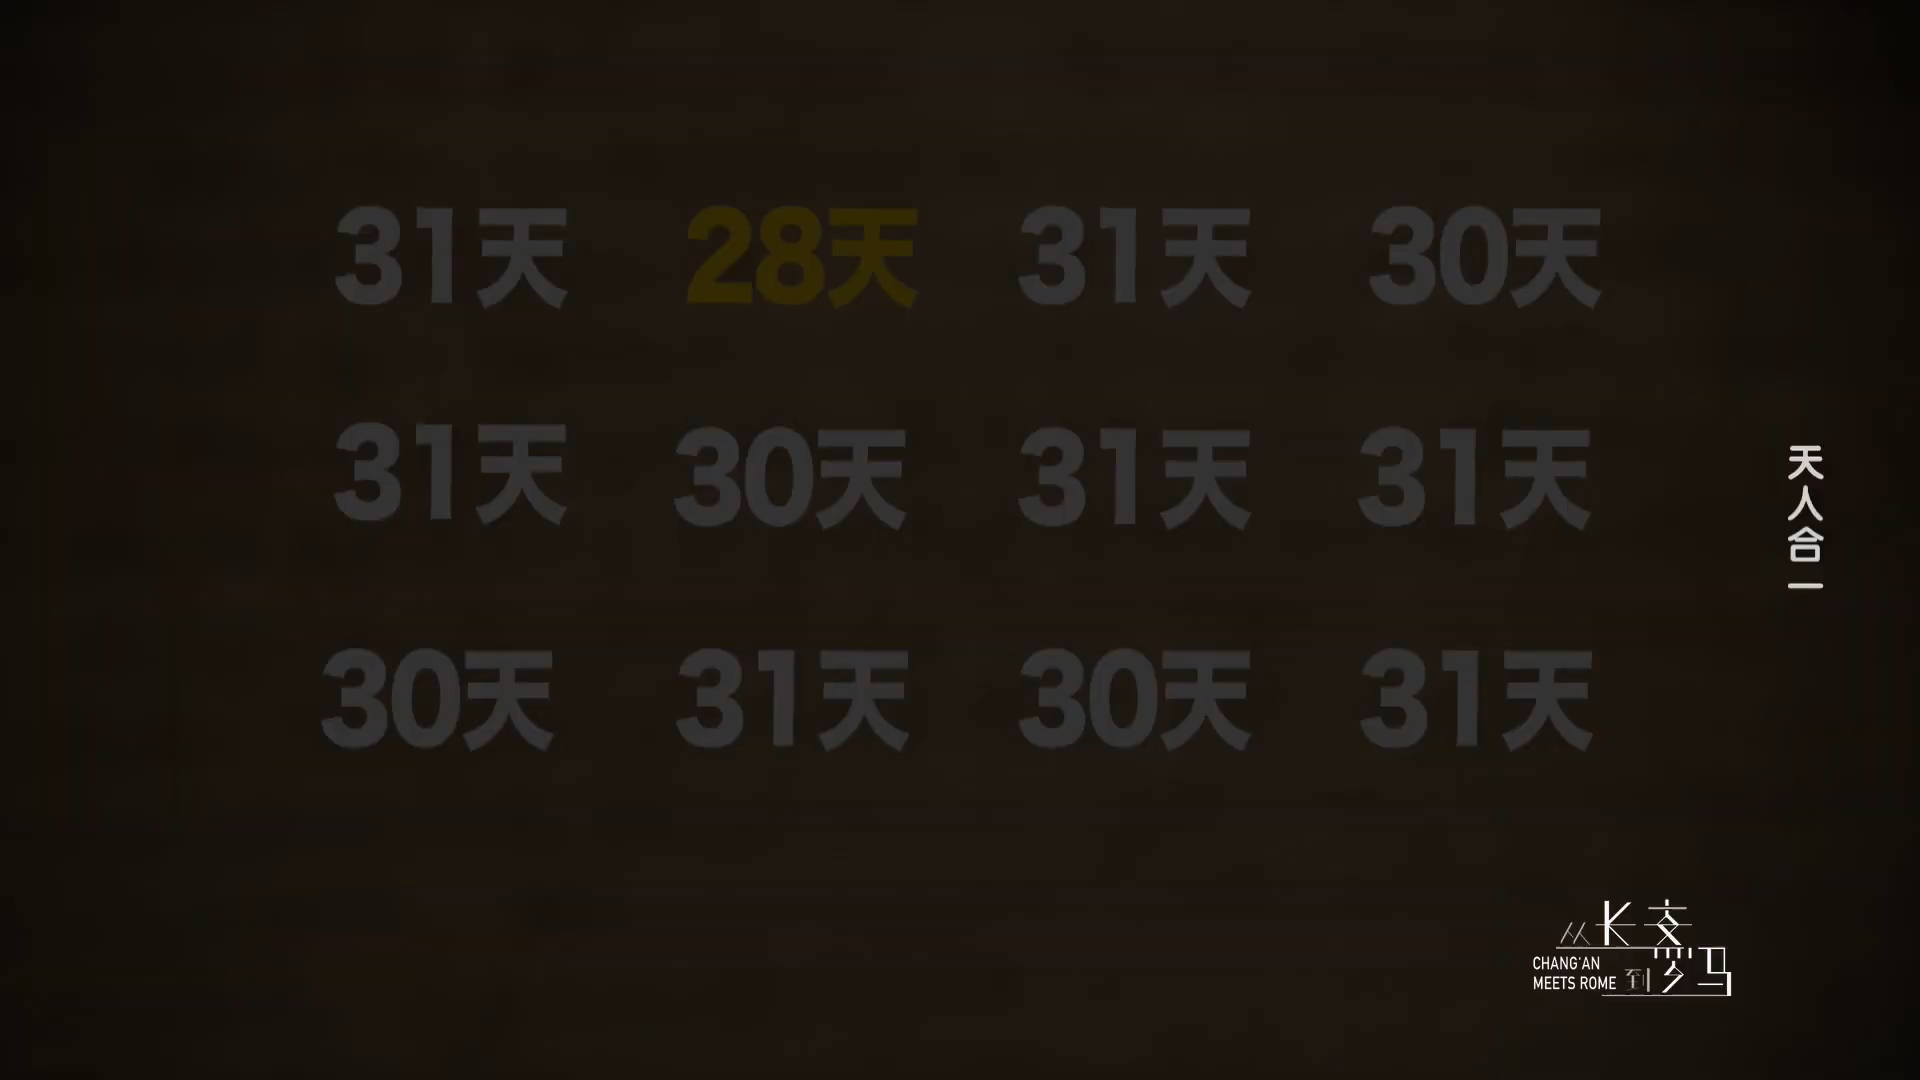 31天 28天 31天 30天
31天 30天 31天 31天
30天 31天 30天 31天
天人合一
从长安
CHANG'AN
MEETS ROME 到罗马